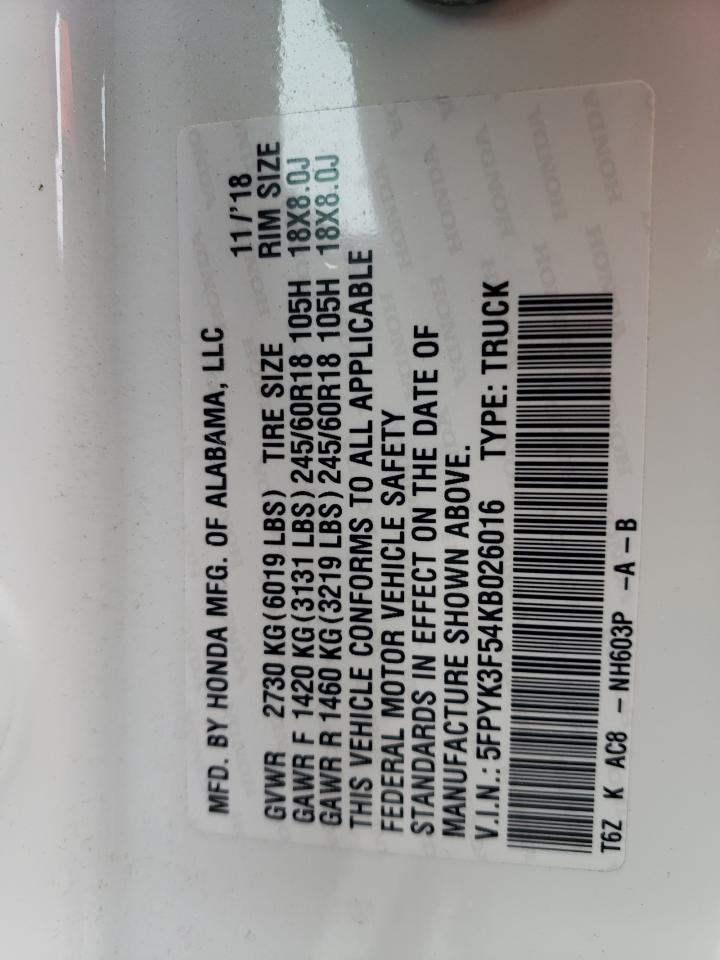 MFD. BY HONDA MFG. OF ALABAMA, LLC
11/'18
GVWR 2730 KG(6019 LBS) TIRE SIZE RIM SIZE
GAWR F 1420 KG(3131 LBS) 245/60R18 105H 18X8.0J
GAWR R 1460 KG(3219 LBS) 245/60R18 105H 18X8.0J
THIS VEHICLE CONFORMS TO ALL APPLICABLE
FEDERAL MOTOR VEHICLE SAFETY
STANDARDS IN EFFECT ON THE DATE OF
MANUFACTURE SHOWN ABOVE.
V.I.N.: 5FPYK3F54KB026016 TYPE: TRUCK
T6Z K AC8 - NH603P -A-B
HONDA